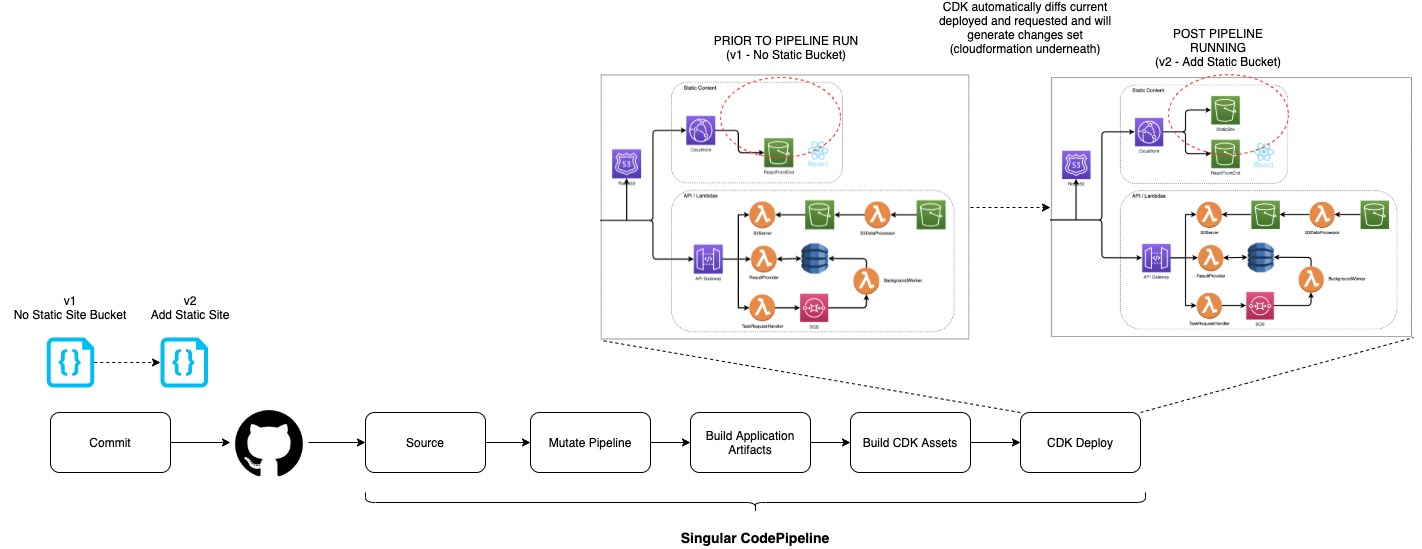 CDK automatically diffs current
deployed and requested and will
generate changes set
(cloudformation underneath)
PRIOR TO PIPELINE RUN
(v1 - No Static Bucket)
POST PIPELINE
RUNNING
(v2 - Add Static Bucket)
Static Content
Cloudfront
ReactFrontEnd
React
53
Route53
API / Lambdas
S3Server
S3DataProcessor
API Gateway
ResultProvider
BackgroundWorker
TaskRequestHandler
SQS
Static Content
StaticSite
Cloudfront
ReactFrontEnd
React
53
Route53
API / Lambdas
S3Server
S3DataProcessor
API Gateway
ResultProvider
BackgroundWorker
TaskRequestHandler
SQS
v1
No Static Site Bucket
v2
Add Static Site
{}
{}
Commit
Source
Mutate Pipeline
Build Application
Artifacts
Build CDK Assets
CDK Deploy
Singular CodePipeline